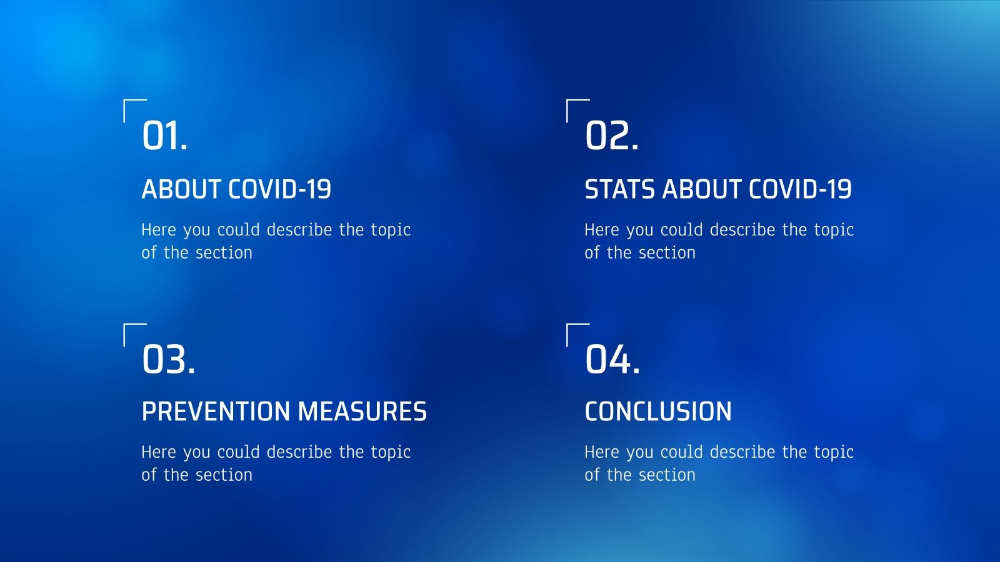 01.
ABOUT COVID-19
Here you could describe the topic
of the section
02.
STATS ABOUT COVID-19
Here you could describe the topic
of the section
03.
PREVENTION MEASURES
Here you could describe the topic
of the section
04.
CONCLUSION
Here you could describe the topic
of the section